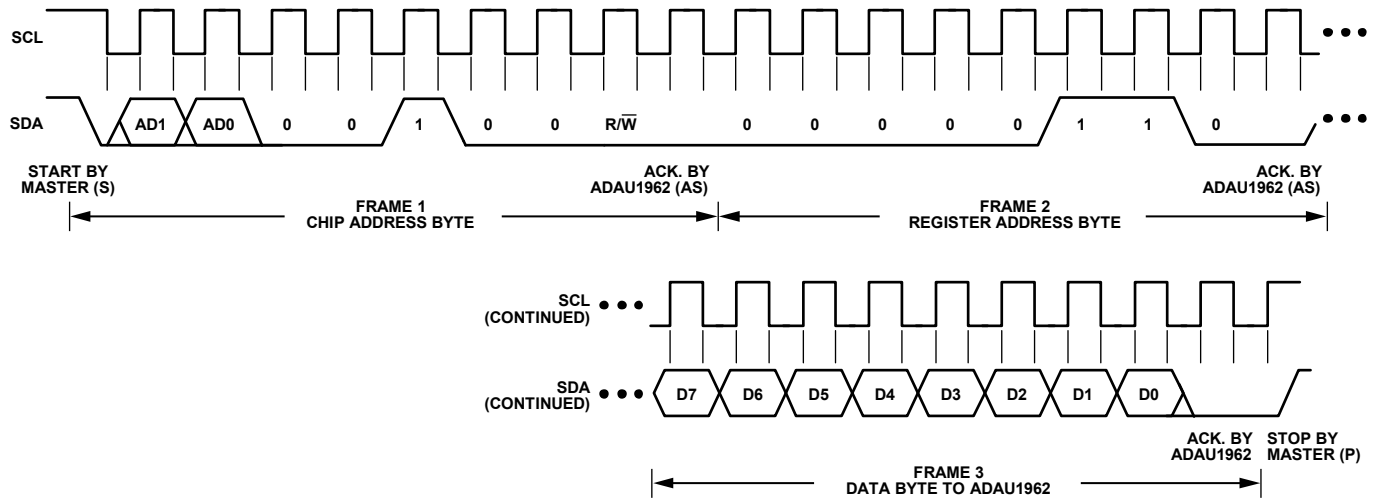 SCL
SDA AD1 AD0 0 0 1 0 0 R/W̅ 0 0 0 0 0 1 1 0
START BY
MASTER (S)
ACK. BY
ADAU1962 (AS)
ACK. BY
ADAU1962 (AS)
FRAME 1
CHIP ADDRESS BYTE
FRAME 2
REGISTER ADDRESS BYTE
SCL
(CONTINUED)
SDA
(CONTINUED)
D7 D6 D5 D4 D3 D2 D1 D0
ACK. BY
ADAU1962
STOP BY
MASTER (P)
FRAME 3
DATA BYTE TO ADAU1962